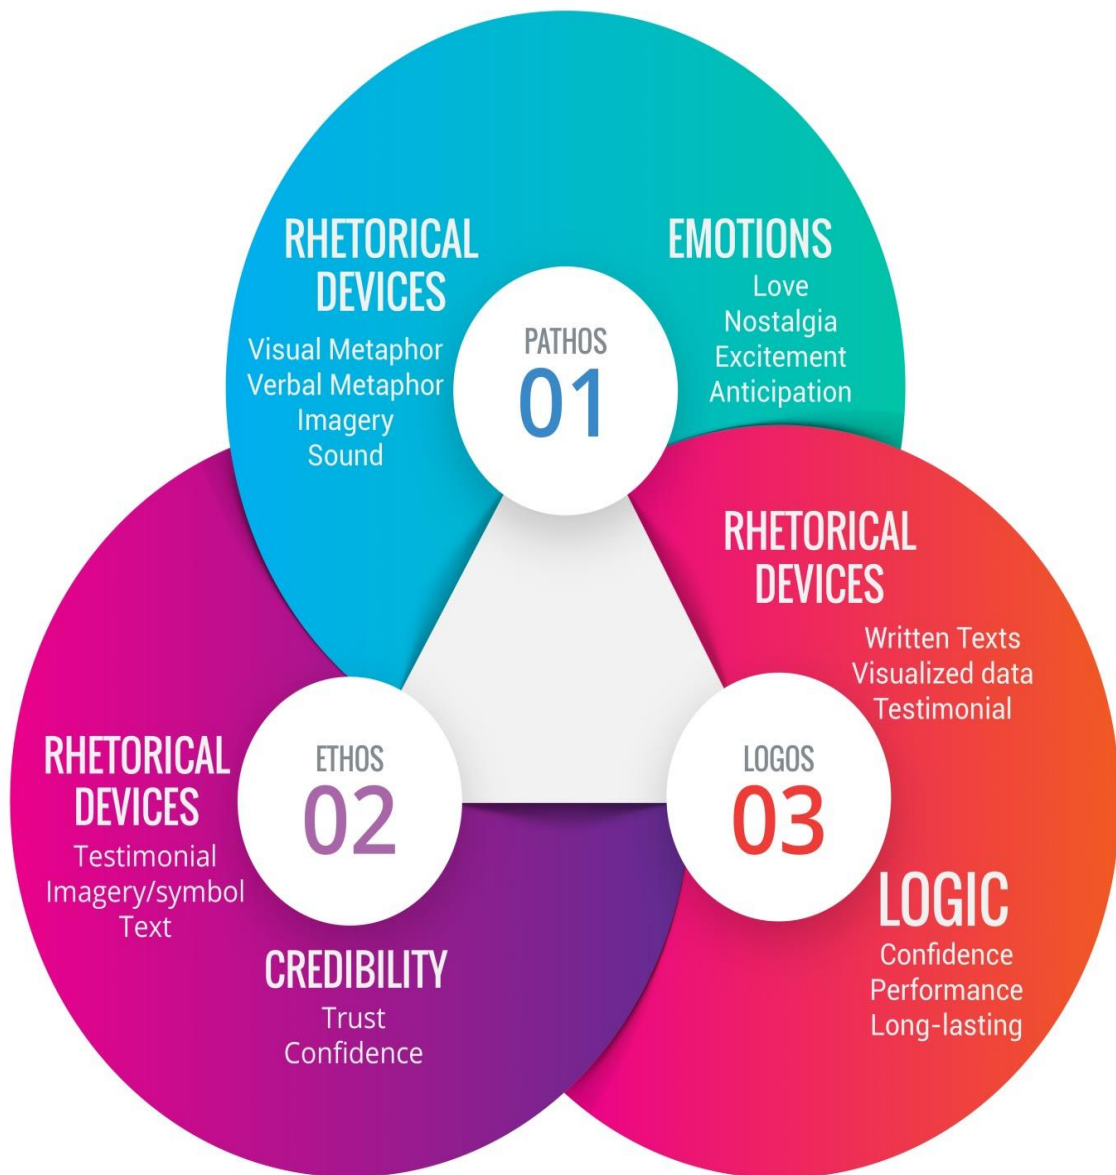 RHETORICAL
DEVICES
Visual Metaphor
Verbal Metaphor
Imagery
Sound
PATHOS
01
EMOTIONS
Love
Nostalgia
Excitement
Anticipation
RHETORICAL
DEVICES
Testimonial
Imagery/symbol
Text
ETHOS
02
CREDIBILITY
Trust
Confidence
RHETORICAL
DEVICES
Written Texts
Visualized data
Testimonial
LOGOS
03
LOGIC
Confidence
Performance
Long-lasting